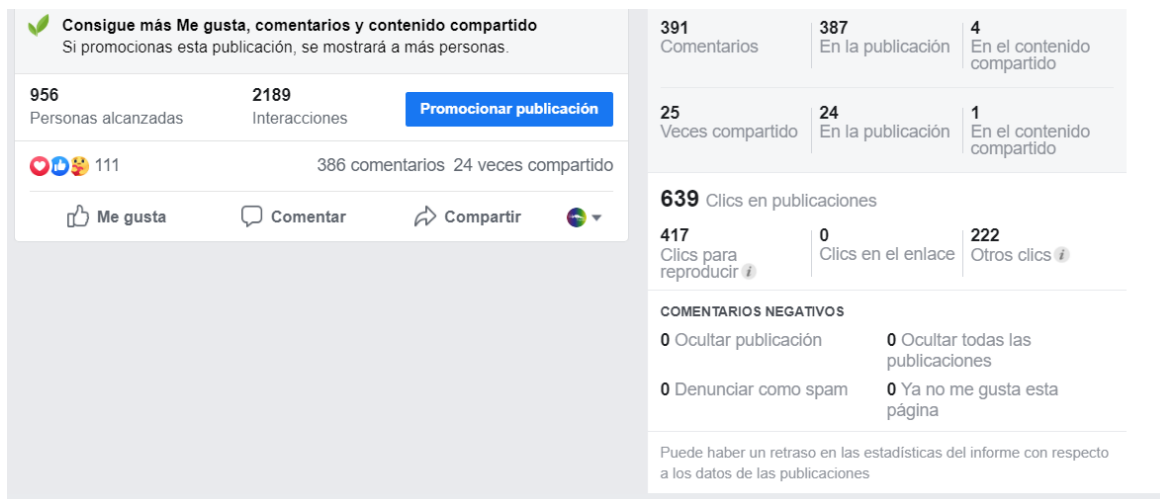 Consigue más Me gusta, comentarios y contenido compartido
Si promocionas esta publicación, se mostrará a más personas.
956
Personas alcanzadas
2189
Interacciones
Promocionar publicación
111
386 comentarios 24 veces compartido
Me gusta
Comentar
Compartir
391
Comentarios
387
En la publicación
4
En el contenido
compartido
25
Veces compartido
24
En la publicación
1
En el contenido
compartido
639 Clics en publicaciones
417
Clics para
reproducir
0
Clics en el enlace
222
Otros clics
COMENTARIOS NEGATIVOS
0 Ocultar publicación
0 Ocultar todas las
publicaciones
0 Denunciar como spam
0 Ya no me gusta esta
página
Puede haber un retraso en las estadísticas del informe con respecto
a los datos de las publicaciones